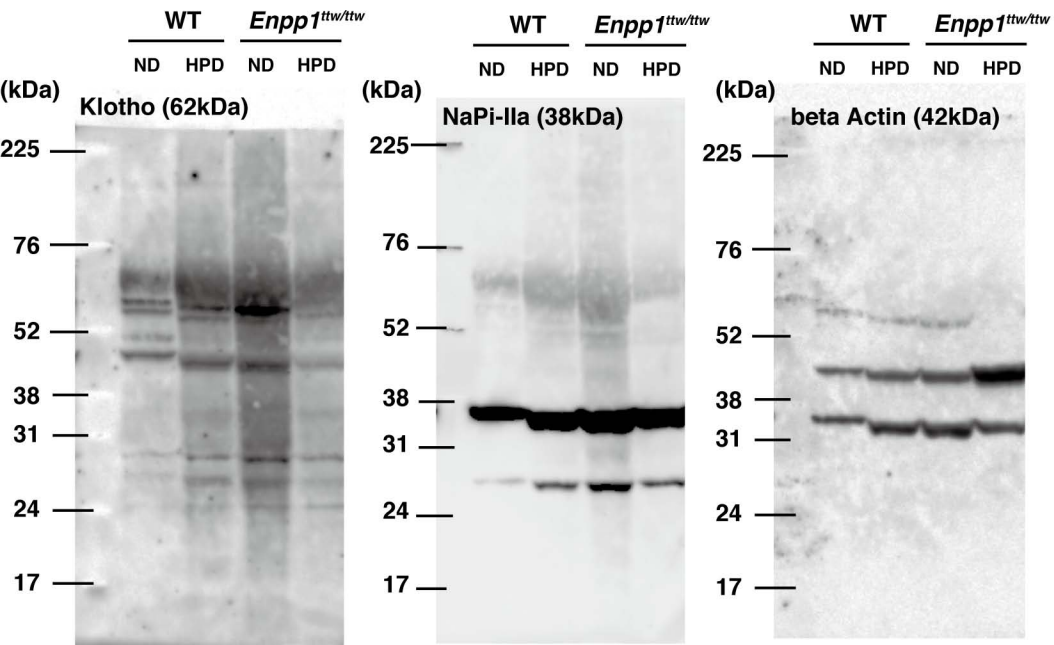 WT Enpp1ttw/ttw
ND HPD ND HPD
(kDa)
Klotho (62kDa)
225
76
52
38
31
24
17
WT Enpp1ttw/ttw
ND HPD ND HPD
(kDa)
NaPi-IIa (38kDa)
225
76
52
38
31
24
17
WT Enpp1ttw/ttw
ND HPD ND HPD
(kDa)
beta Actin (42kDa)
225
76
52
38
31
24
17